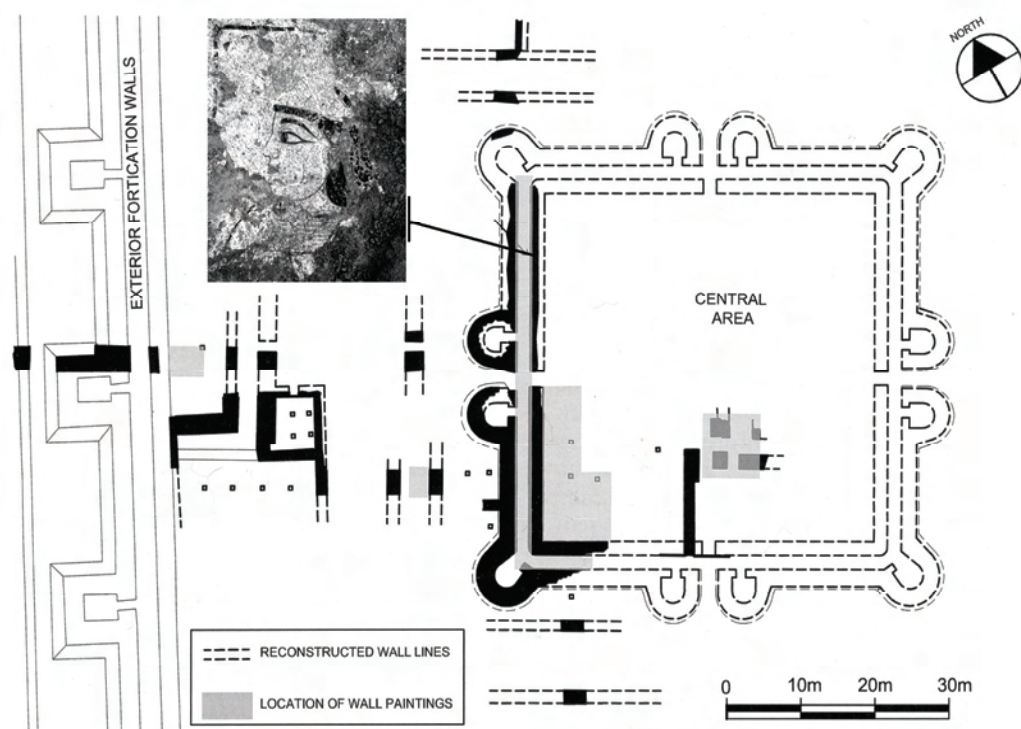 NORTH
EXTERIOR FORTICATION WALLS
CENTRAL
AREA
RECONSTRUCTED WALL LINES
LOCATION OF WALL PAINTINGS
0 10m 20m 30m